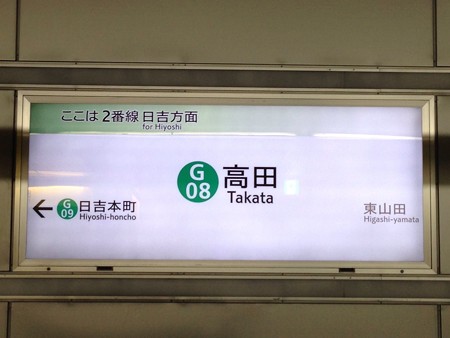 ここは 2番線 日吉方面
for Hiyoshi
G
08
高田
Takata
G
09
日吉本町
Hiyoshi-honcho
東山田
Higashi-yamata